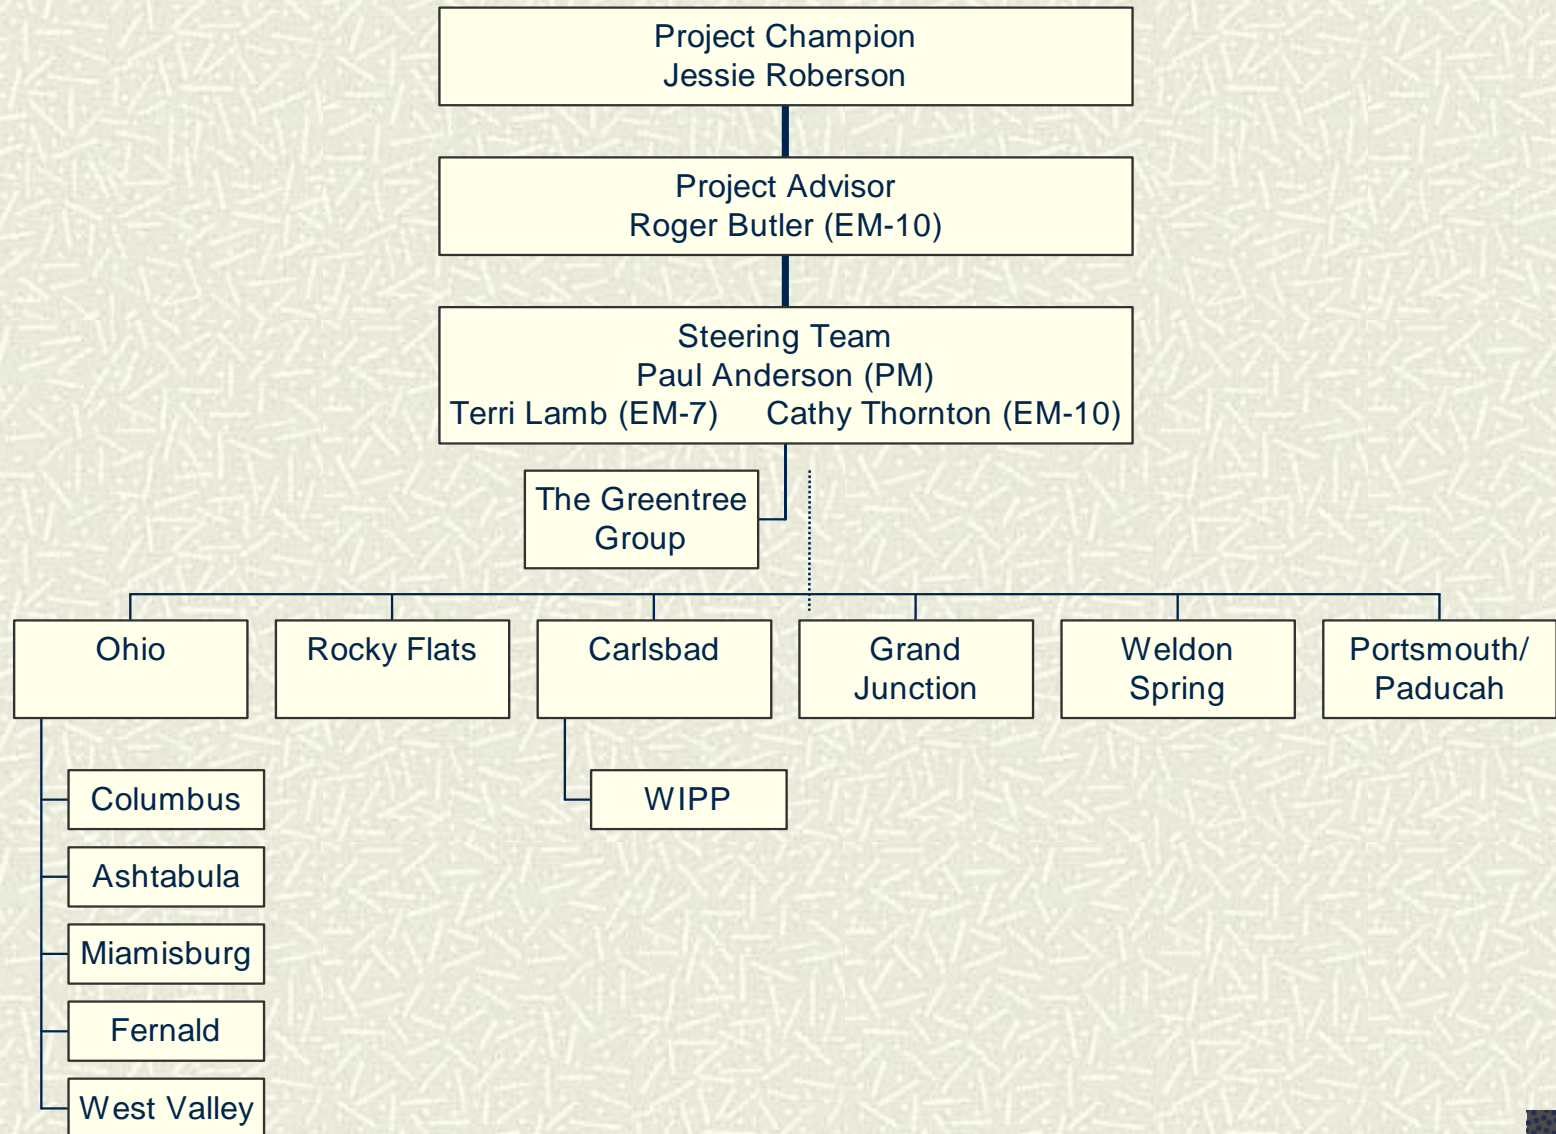 Project Champion
Jessie Roberson
Project Advisor
Roger Butler (EM-10)
Steering Team
Paul Anderson (PM)
Terri Lamb (EM-7) Cathy Thornton (EM-10)
The Greentree
Group
Ohio
Rocky Flats
Carlsbad
Grand
Junction
Weldon
Spring
Portsmouth/
Paducah
Columbus
Ashtabula
Miamisburg
Fernald
West Valley
WIPP